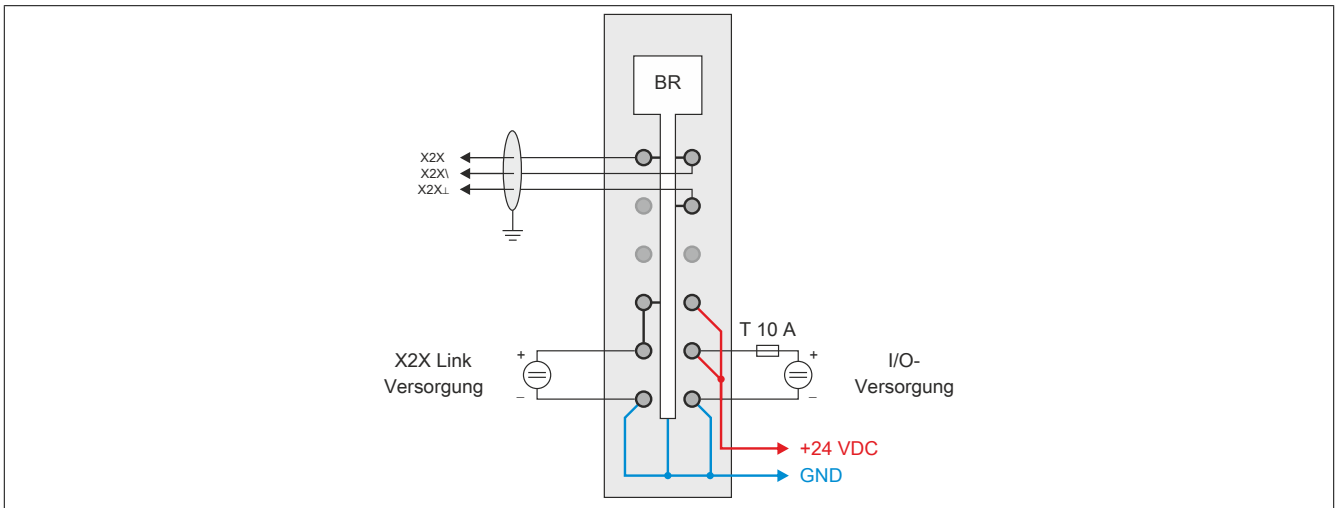 BR
X2X
X2X\
X2X⊥
T 10 A
X2X Link
Versorgung
+
−
+
−
I/O-
Versorgung
+24 VDC
GND